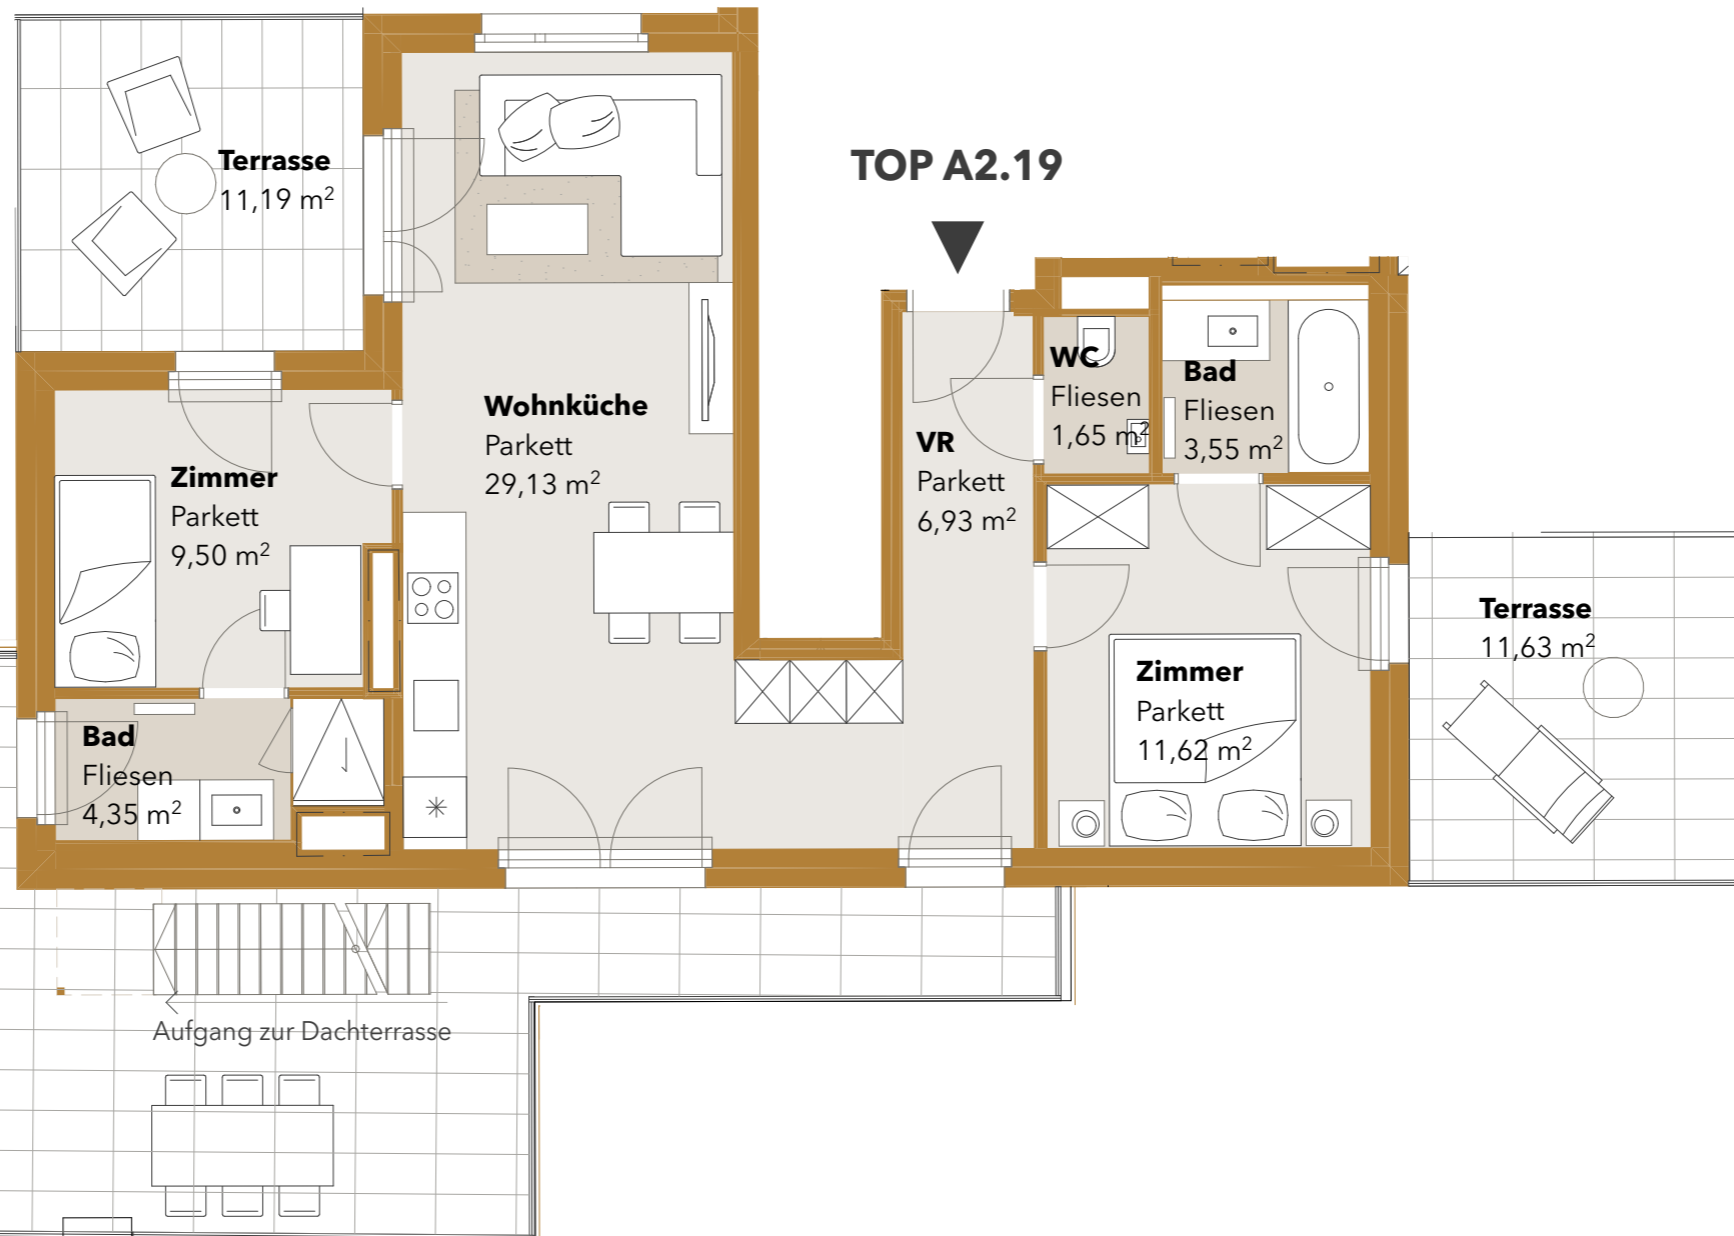 TOP A2.19
Terrasse
11,19 m²
Wohnküche
Parkett
29,13 m²
Zimmer
Parkett
9,50 m²
Bad
Fliesen
4,35 m²
VR
Parkett
6,93 m²
WC
Fliesen
1,65 m²
Bad
Fliesen
3,55 m²
Zimmer
Parkett
11,62 m²
Terrasse
11,63 m²
Aufgang zur Dachterrasse